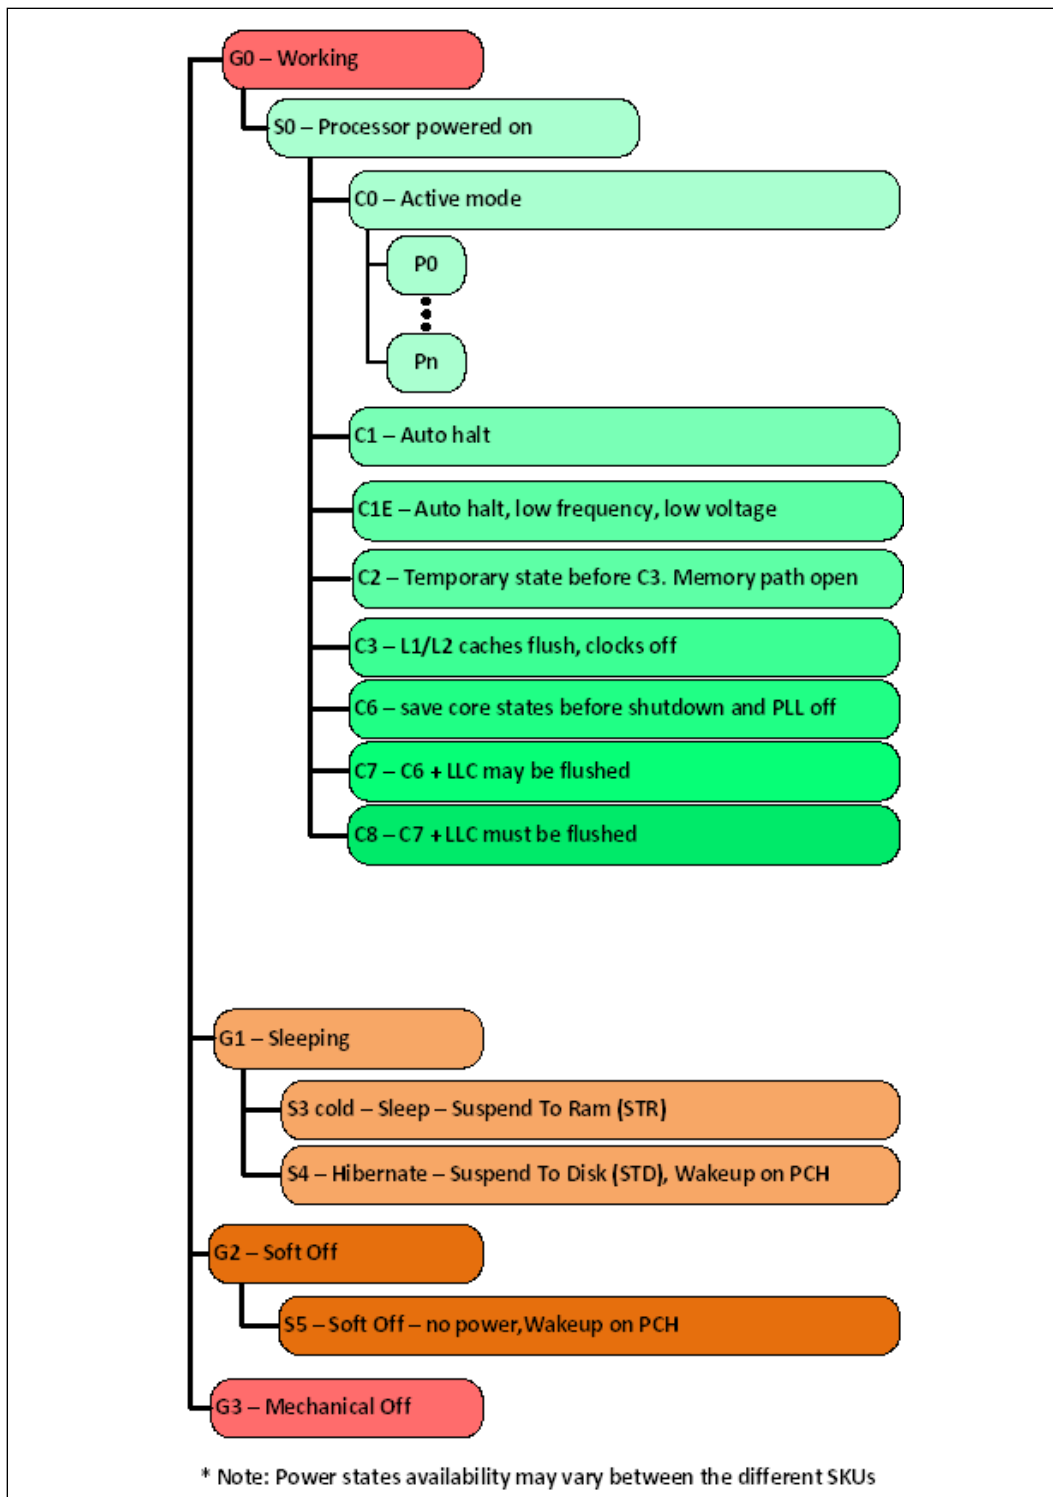 G0 – Working
S0 – Processor powered on
C0 – Active mode
P0
Pn
C1 – Auto halt
C1E – Auto halt, low frequency, low voltage
C2 – Temporary state before C3. Memory path open
C3 – L1/L2 caches flush, clocks off
C6 – save core states before shutdown and PLL off
C7 – C6 + LLC may be flushed
C8 – C7 + LLC must be flushed
G1 – Sleeping
S3 cold – Sleep – Suspend To Ram (STR)
S4 – Hibernate – Suspend To Disk (STD), Wakeup on PCH
G2 – Soft Off
S5 – Soft Off – no power,Wakeup on PCH
G3 – Mechanical Off
* Note: Power states availability may vary between the different SKUs